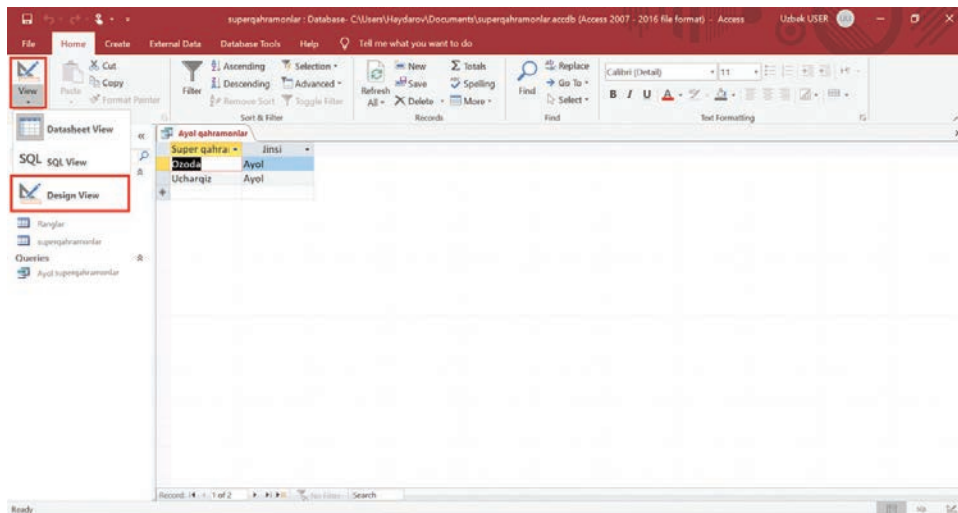 superqahramonlar : Database- C:\Users\Haydarov\Documents\superqahramonlar.accdb (Access 2007 - 2016 file format) - Access
Uzbek USER
File Home Create External Data Database Tools Help Tell me what you want to do
View
Paste
Cut
Copy
Format Painter
Filter
Ascending
Descending
Remove Sort
Selection
Advanced
Toggle Filter
Sort & Filter
Refresh All
New
Save
Delete
Totals
Spelling
More
Records
Find
Replace
Go To
Select
Find
Calibri (Detail) 11
B I U A
Text Formatting
Datasheet View
SQL SQL View
Design View
Ranglar
superqahramonlar
Queries
Ayol superqahramonlar
Ayol qahramonlar
Super qahra Jinsi
Ozoda Ayol
Uchargiz Ayol
Record: 1 of 2 No Filter Search
Ready